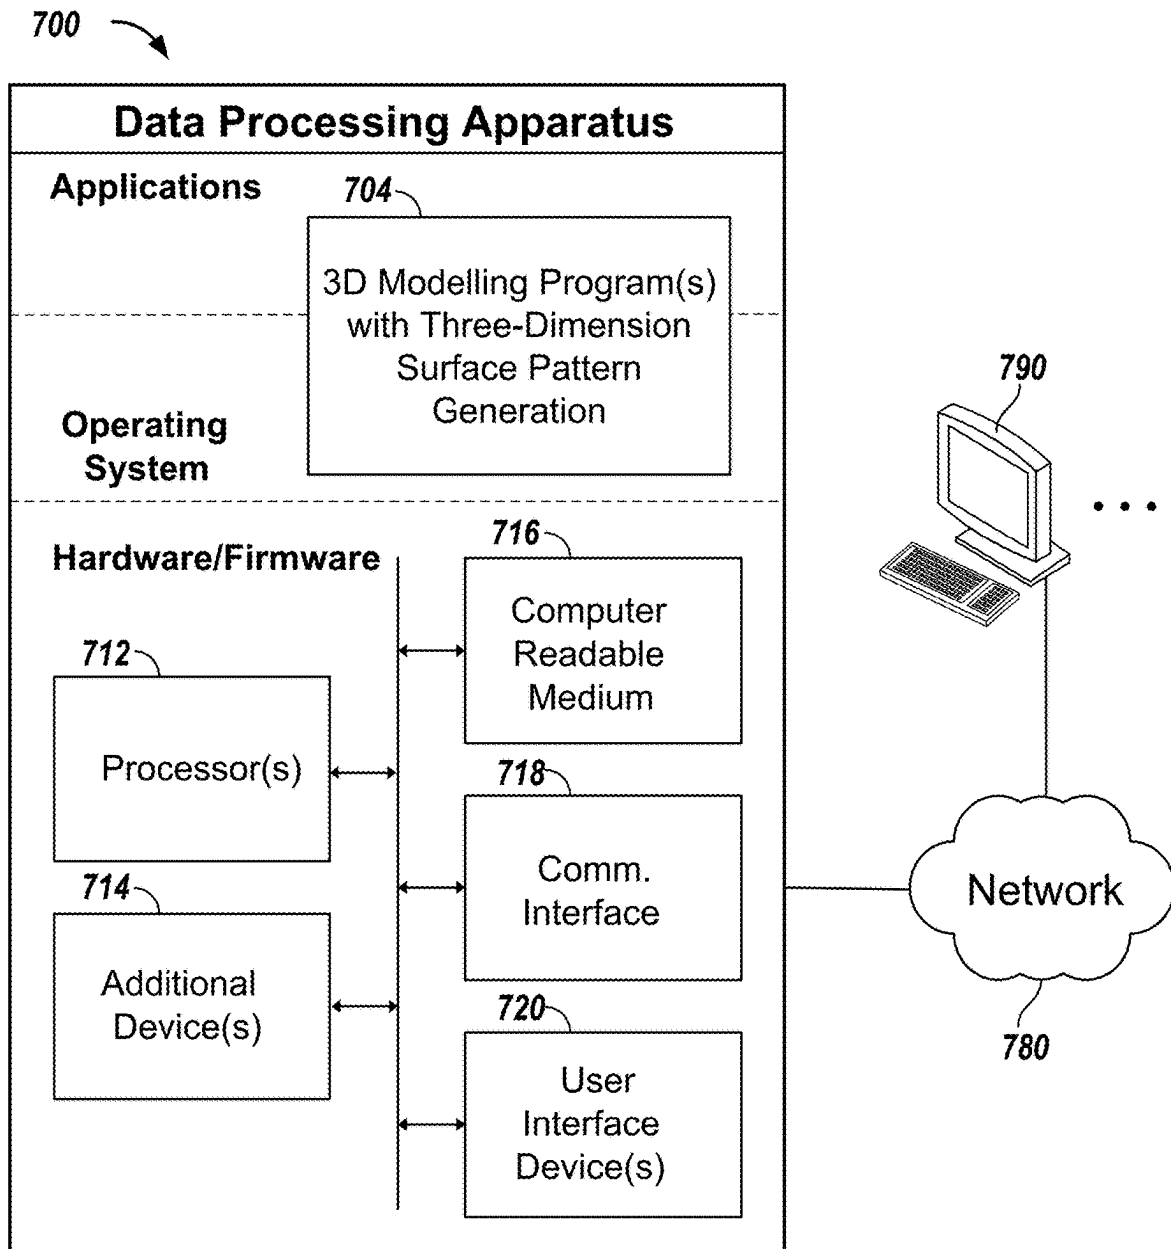 700
Data Processing Apparatus
Applications
704
3D Modelling Program(s)
with Three-Dimension
Surface Pattern
Generation
Operating
System
790
Hardware/Firmware
716
Computer
Readable
Medium
712
Processor(s)
718
Comm.
Interface
Network
780
714
Additional
Device(s)
720
User
Interface
Device(s)